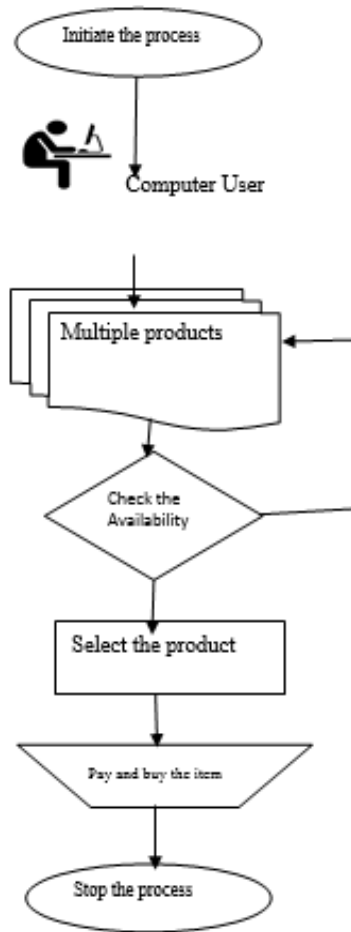 Initiate the process
Computer User
Multiple products
Check the
Availability
Select the product
Pay and buy the item
Stop the process